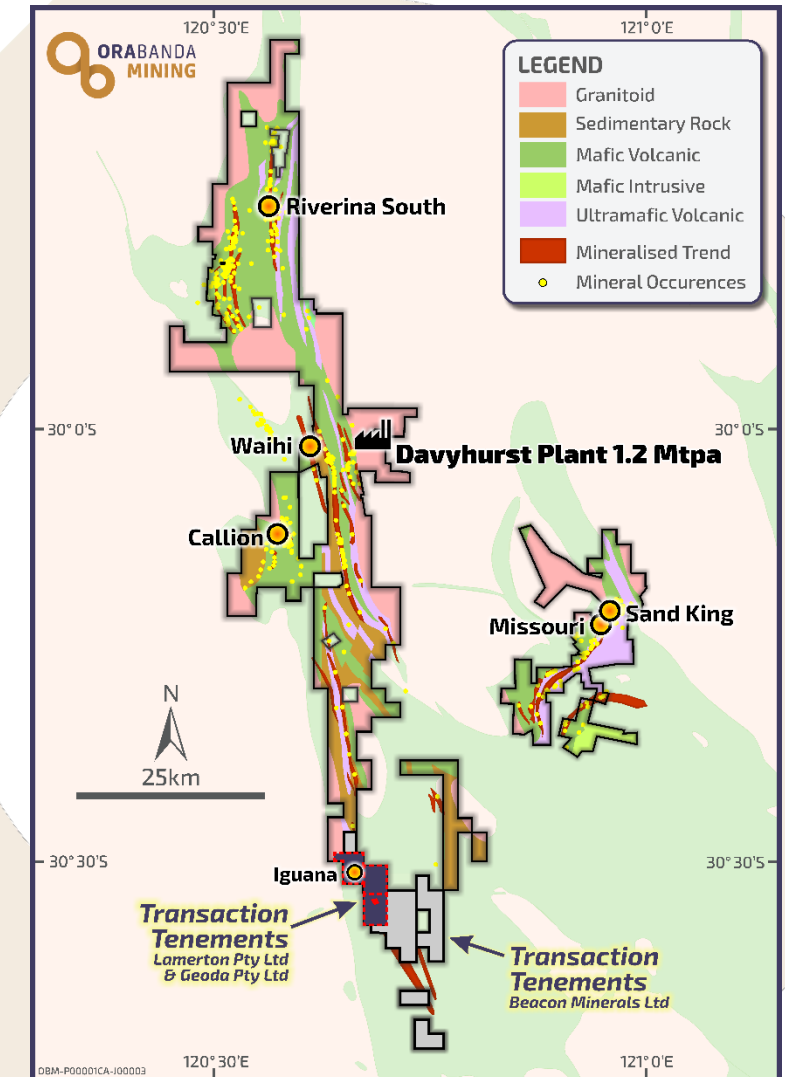 120°30'E
121°0'E
ORABANDA
MINING
LEGEND
Granitoid
Sedimentary Rock
Mafic Volcanic
Mafic Intrusive
Ultramafic Volcanic
Mineralised Trend
Mineral Occurences
Riverina South
30°0'S
30°0'S
Waihi
Davyhurst Plant 1.2 Mtpa
Callion
Sand King
Missouri
N
25km
30°30'S
30°30'S
Iguana
Transaction
Tenements
Lamerton Pty Ltd
& Geoda Pty Ltd
Transaction
Tenements
Beacon Minerals Ltd
OBM-P00001CA-J00003
120°30'E
121°0'E